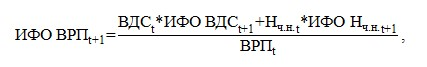 ИФО ВРПt+1=
ВДСt*ИФО ВДСt+1+Нч.н.t*ИФО Нч.н.t+1
ВРПt
,